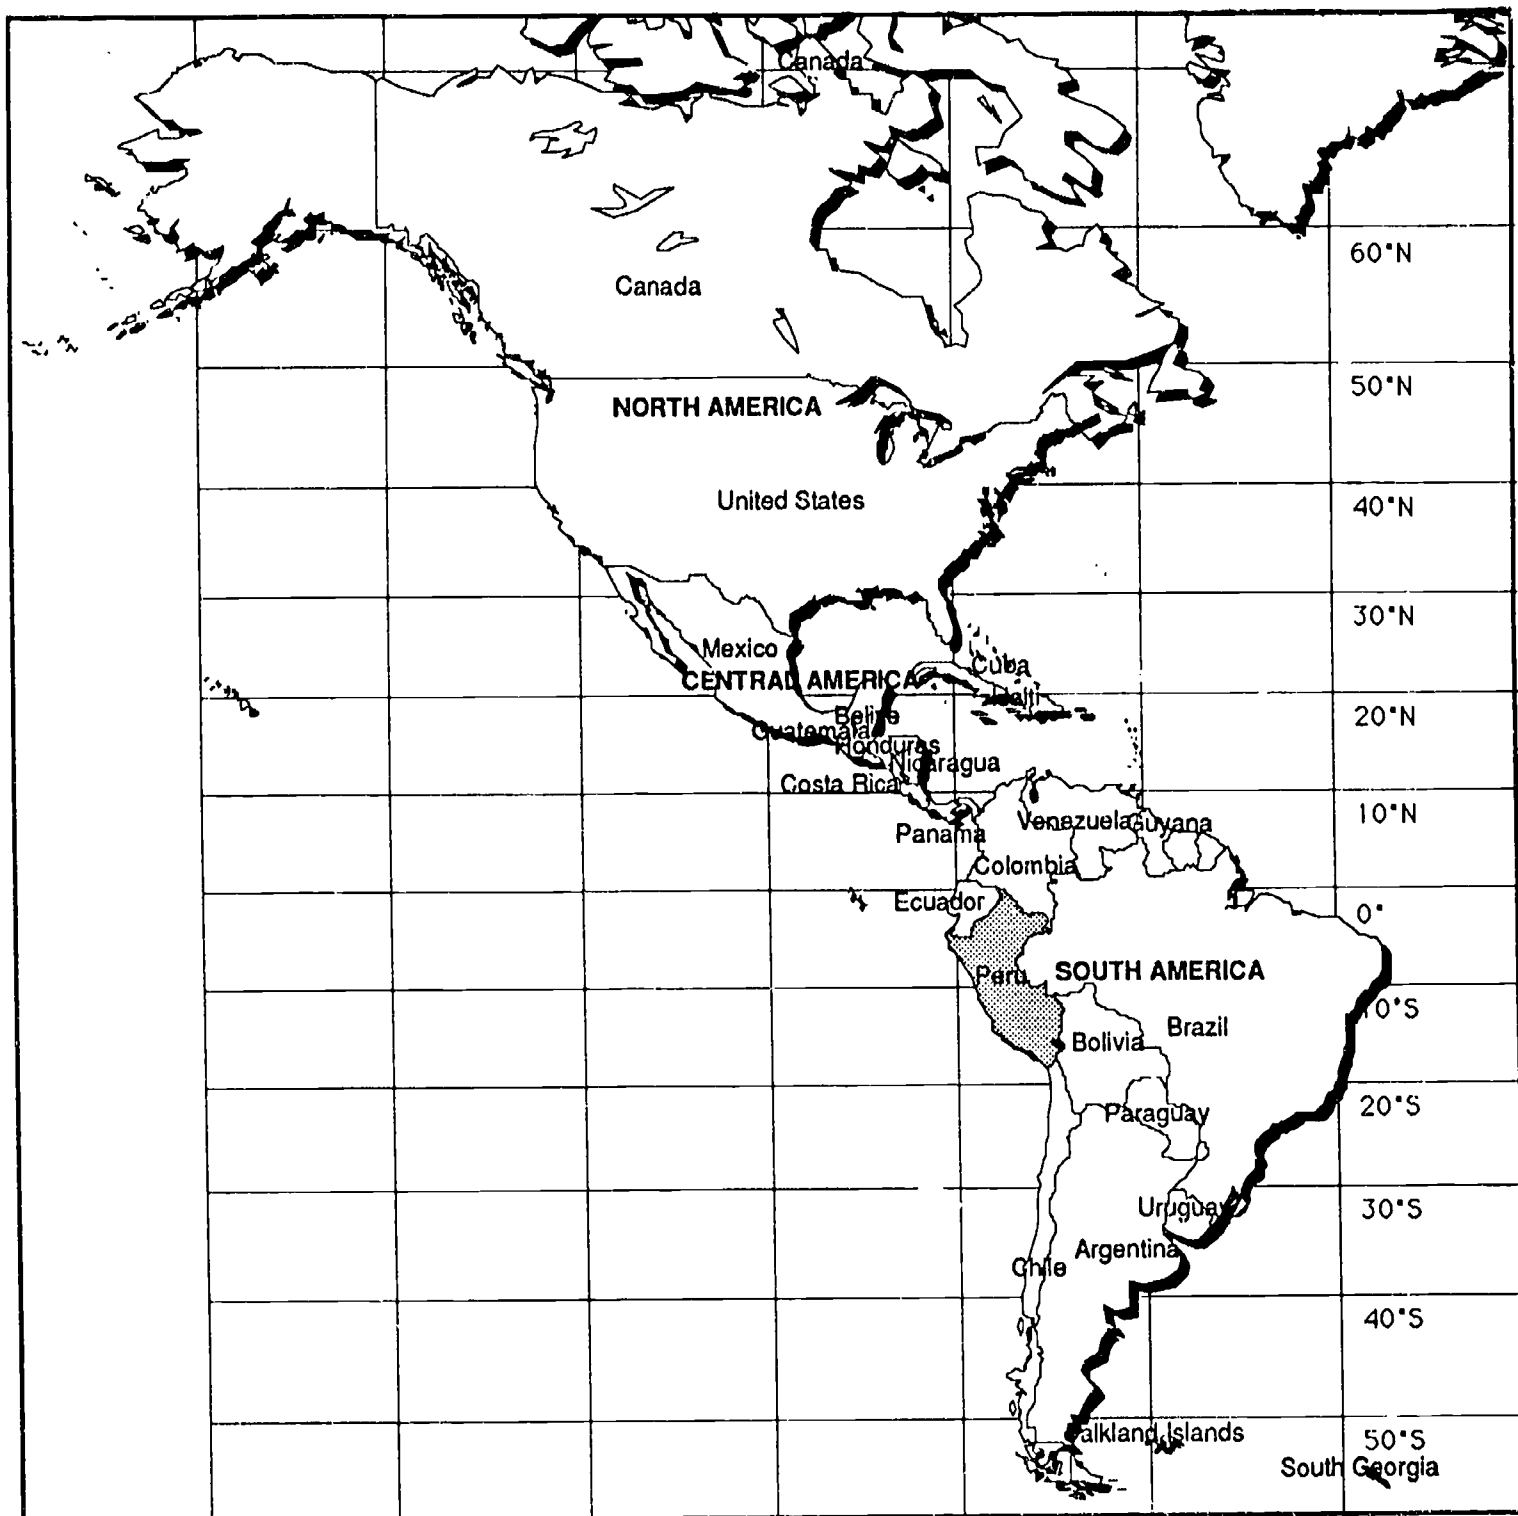 Canada
60°N
Canada
50°N
NORTH AMERICA
United States
40°N
30°N
Mexico
Cuba
CENTRAL AMERICA
Haiti
Belize
20°N
Guatemala
Honduras
Nicaragua
Costa Rica
10°N
Venezuela
Guyana
Panama
Colombia
Ecuador
0°
Peru
SOUTH AMERICA
10°S
Brazil
Bolivia
20°S
Paraguay
Uruguay
30°S
Argentina
Chile
40°S
Falkland Islands
50°S
South Georgia